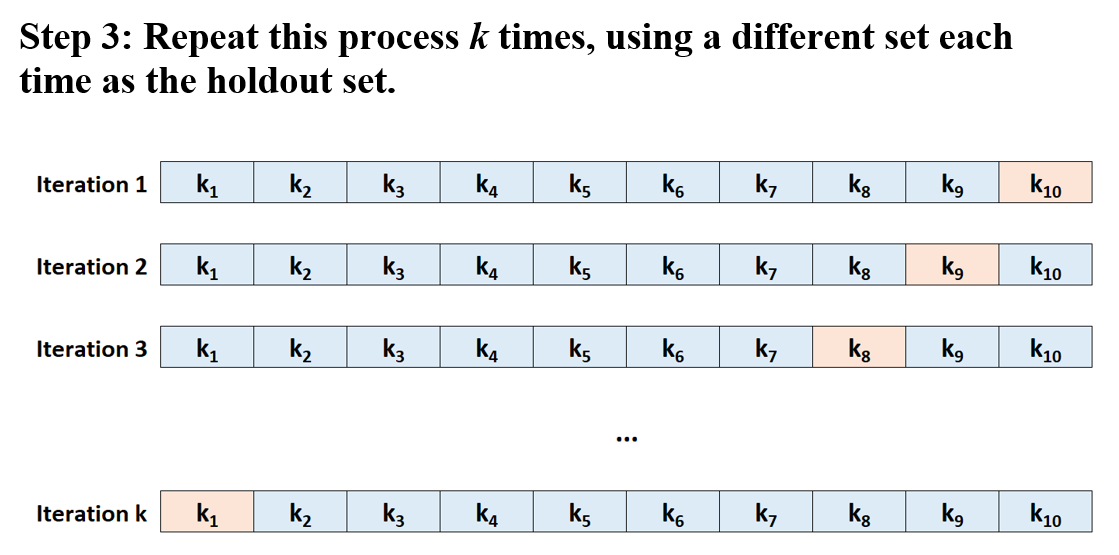 Step 3: Repeat this process k times, using a different set each
time as the holdout set.
Iteration 1 k₁ k₂ k₃ k₄ k₅ k₆ k₇ k₈ k₉ k₁₀
Iteration 2 k₁ k₂ k₃ k₄ k₅ k₆ k₇ k₈ k₉ k₁₀
Iteration 3 k₁ k₂ k₃ k₄ k₅ k₆ k₇ k₈ k₉ k₁₀
...
Iteration k k₁ k₂ k₃ k₄ k₅ k₆ k₇ k₈ k₉ k₁₀